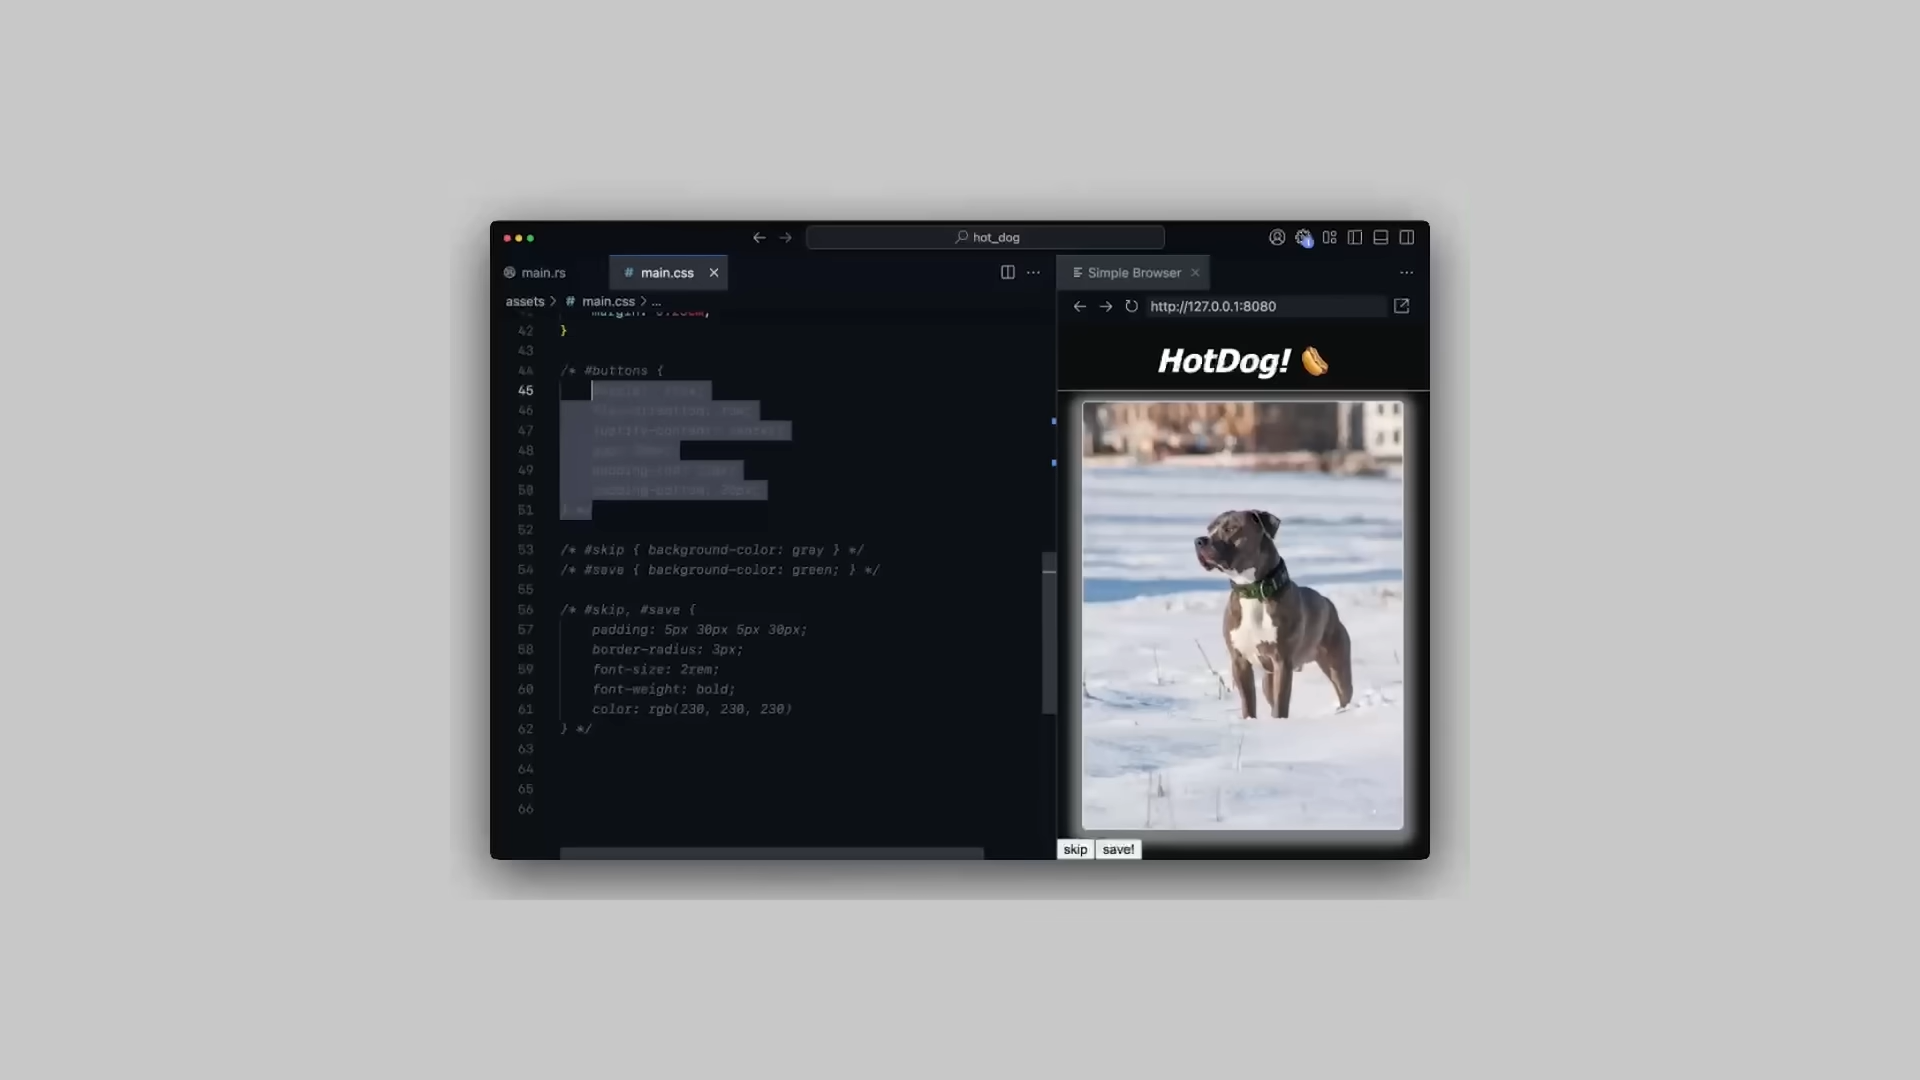 hot_dog
main.rs
# main.css
Simple Browser
assets > # main.css > ...
http://127.0.0.1:8080
42 }
43
44 /* #buttons {
45
46
47
48
49
50 padding-bottom: 30px;
51 } */
52
53 /* #skip { background-color: gray } */
54 /* #save { background-color: green; } */
55
56 /* #skip, #save {
57 padding: 5px 30px 5px 30px;
58 border-radius: 3px;
59 font-size: 2rem;
60 font-weight: bold;
61 color: rgb(230, 230, 230)
62 } */
63
64
65
66
HotDog!
skip
save!